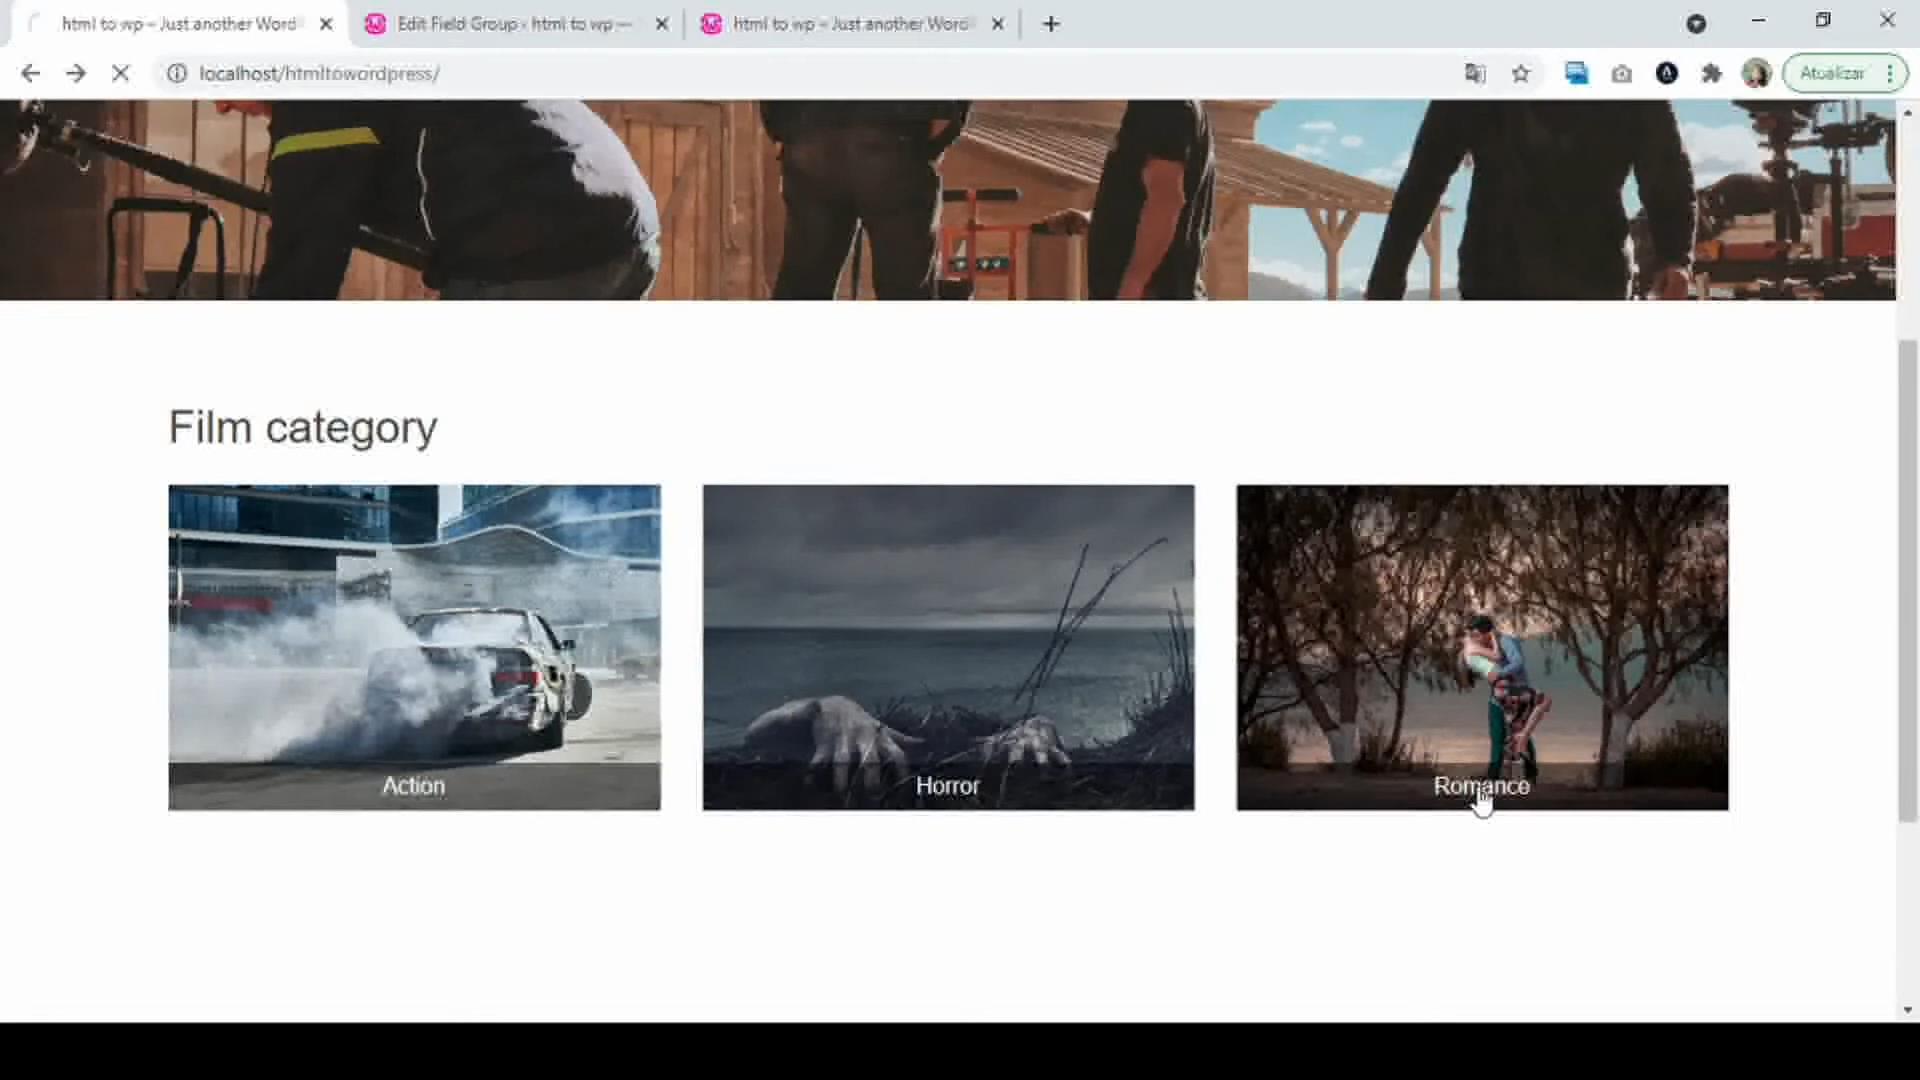 html to wp – Just another Word
Edit Field Group ‹ html to wp —
html to wp – Just another Word
localhost/htmltowordpress/
Atualizar
Film category
Action
Horror
Romance